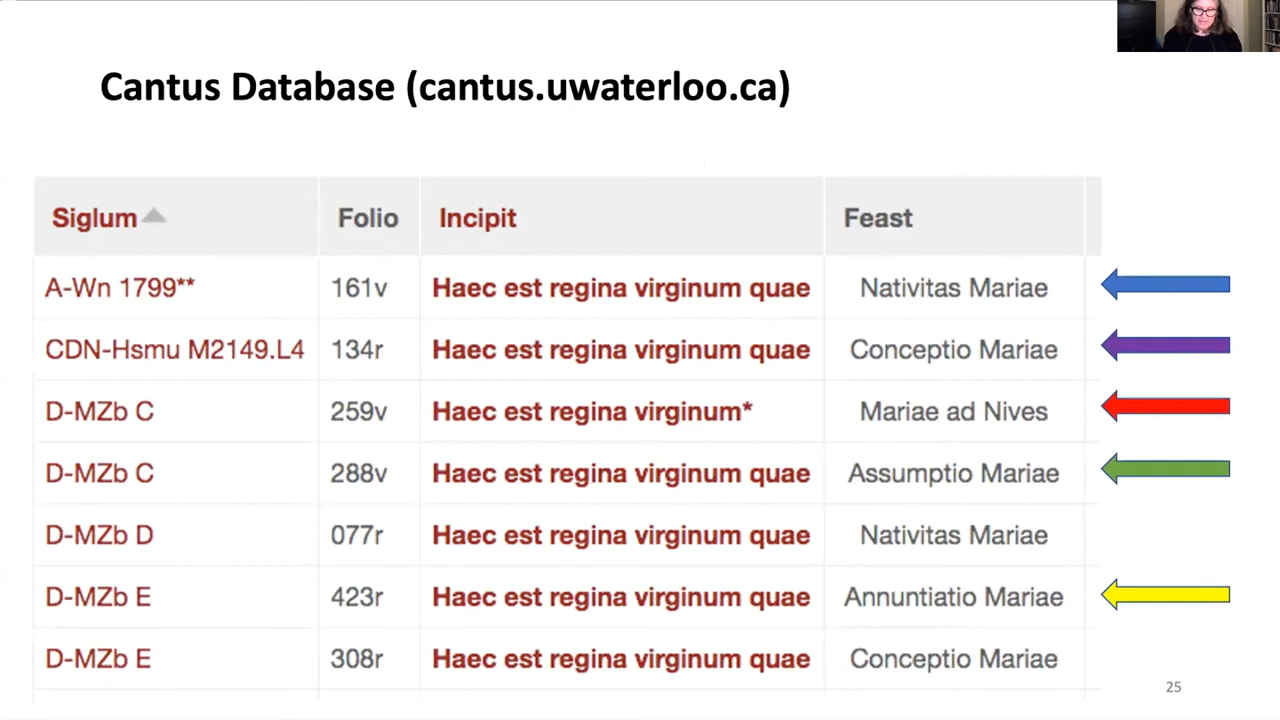 Cantus Database (cantus.uwaterloo.ca)
Siglum Folio Incipit Feast
A-Wn 1799** 161v Haec est regina virginum quae Nativitas Mariae
CDN-Hsmu M2149.L4 134r Haec est regina virginum quae Conceptio Mariae
D-MZb C 259v Haec est regina virginum* Mariae ad Nives
D-MZb C 288v Haec est regina virginum quae Assumptio Mariae
D-MZb D 077r Haec est regina virginum quae Nativitas Mariae
D-MZb E 423r Haec est regina virginum quae Annuntiatio Mariae
D-MZb E 308r Haec est regina virginum quae Conceptio Mariae
25